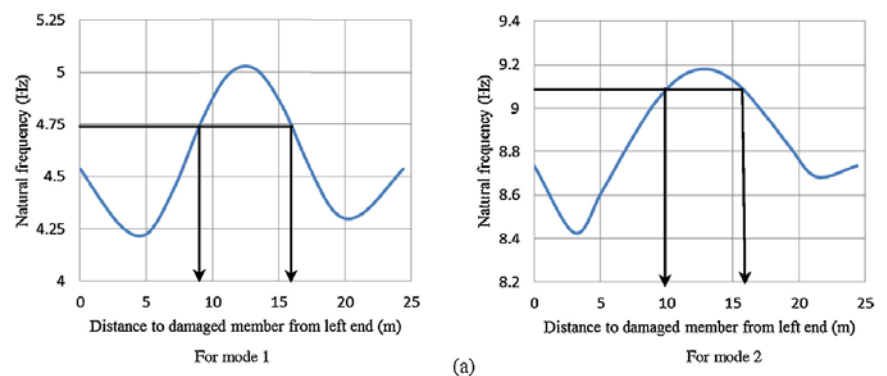 5.25
5
4.75
4.5
4.25
4
0 5 10 15 20 25
Natural frequency (Hz)
Distance to damaged member from left end (m)
For mode 1
9.4
9.2
9
8.8
8.6
8.4
8.2
0 5 10 15 20 25
Natural frequency (Hz)
Distance to damaged member from left end (m)
For mode 2
(a)